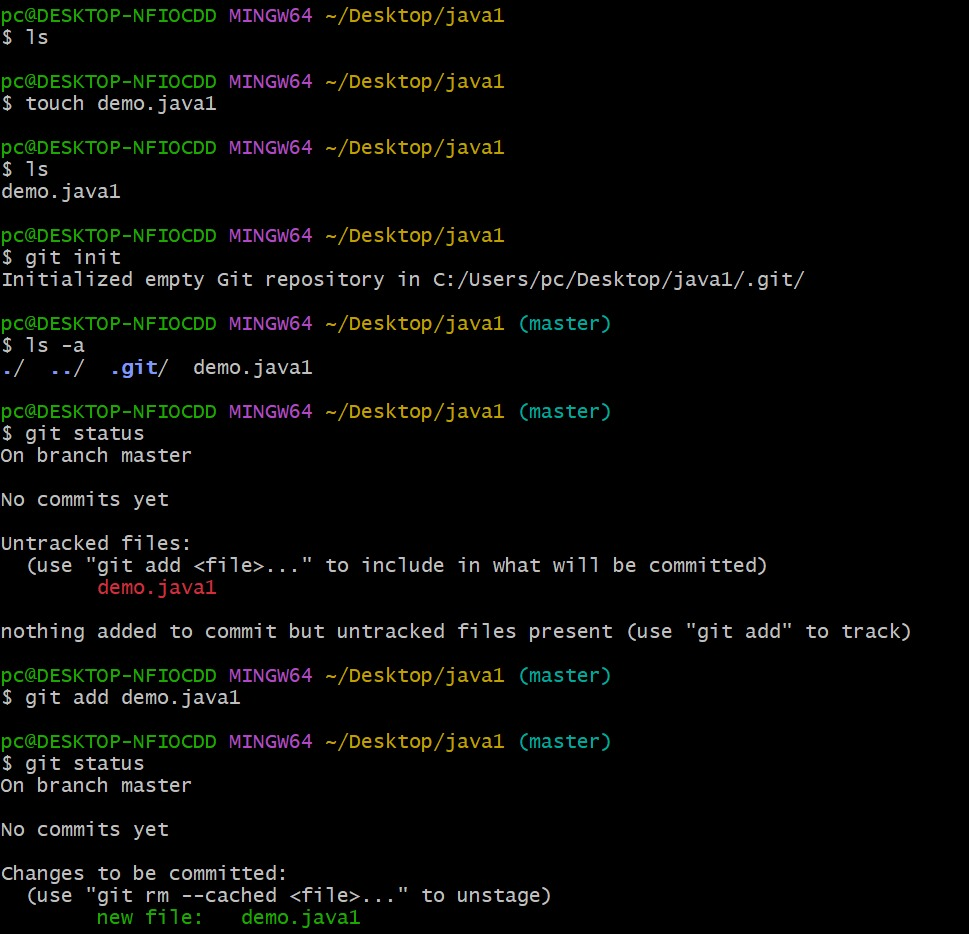 pc@DESKTOP-NFIOCDD MINGW64 ~/Desktop/java1
$ ls
pc@DESKTOP-NFIOCDD MINGW64 ~/Desktop/java1
$ touch demo.java1
pc@DESKTOP-NFIOCDD MINGW64 ~/Desktop/java1
$ ls
demo.java1
pc@DESKTOP-NFIOCDD MINGW64 ~/Desktop/java1
$ git init
Initialized empty Git repository in C:/Users/pc/Desktop/java1/.git/
pc@DESKTOP-NFIOCDD MINGW64 ~/Desktop/java1 (master)
$ ls -a
./  ../  .git/  demo.java1
pc@DESKTOP-NFIOCDD MINGW64 ~/Desktop/java1 (master)
$ git status
On branch master
No commits yet
Untracked files:
  (use "git add <file>..." to include in what will be committed)
        demo.java1
nothing added to commit but untracked files present (use "git add" to track)
pc@DESKTOP-NFIOCDD MINGW64 ~/Desktop/java1 (master)
$ git add demo.java1
pc@DESKTOP-NFIOCDD MINGW64 ~/Desktop/java1 (master)
$ git status
On branch master
No commits yet
Changes to be committed:
  (use "git rm --cached <file>..." to unstage)
        new file:   demo.java1